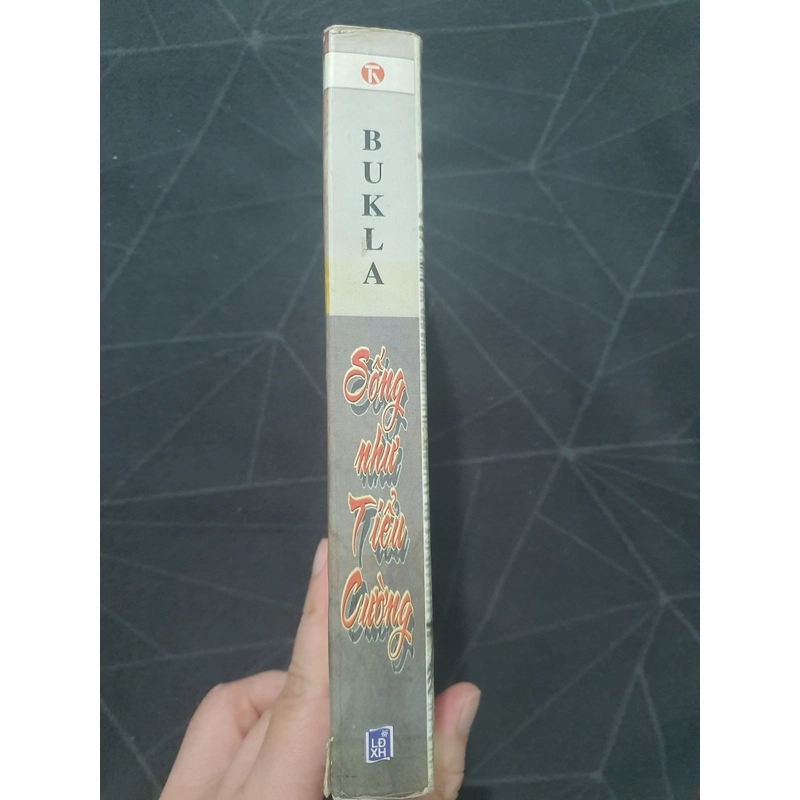 BUKLA
Sống
như
Tiểu
Cường
LĐ
XH